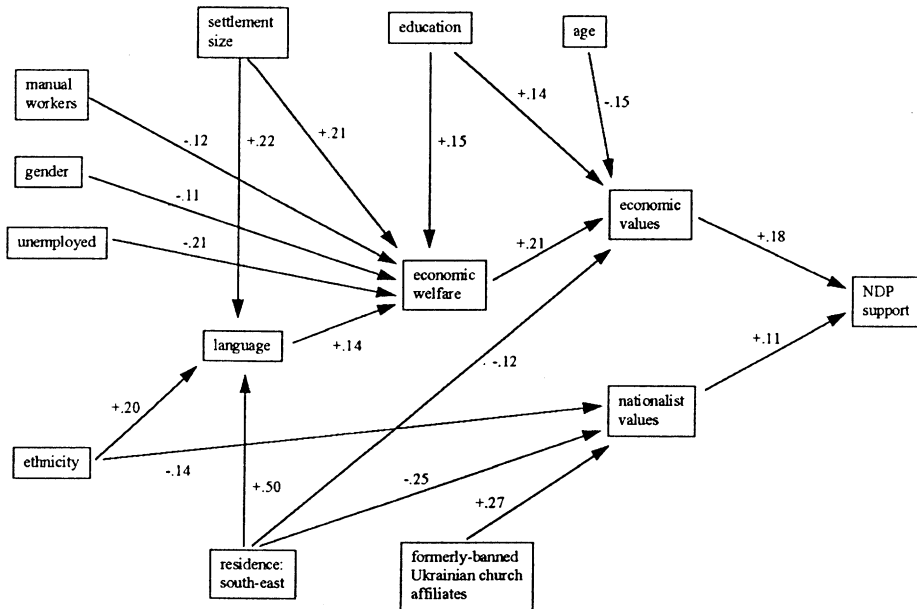 settlement
size
education
age
manual
workers
-.12
+.22
+.21
+.15
+.14
-.15
gender
-.11
economic
values
unemployed
-.21
economic
welfare
+.21
+.18
NDP
support
language
+.14
-.12
+.11
+.20
nationalist
values
ethnicity
-.14
+.50
-.25
+.27
residence:
south-east
formerly-banned
Ukrainian church
affiliates